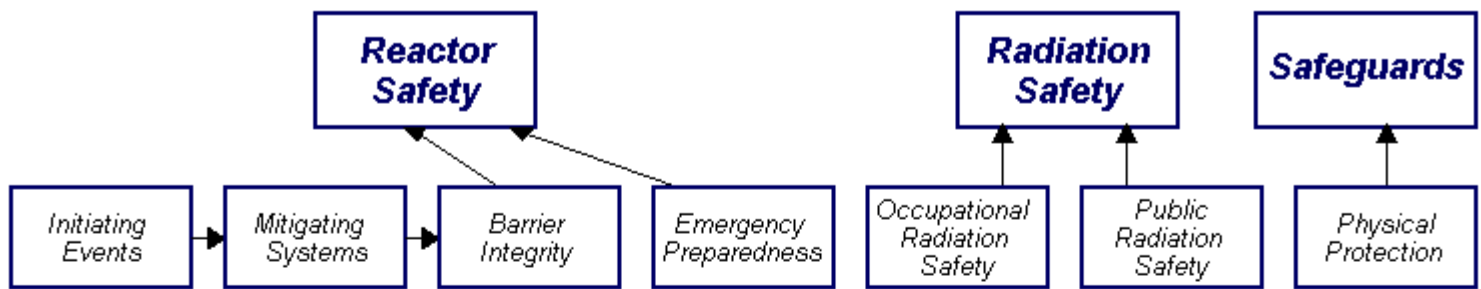 Reactor
Safety
Radiation
Safety
Safeguards
Initiating
Events
Mitigating
Systems
Barrier
Integrity
Emergency
Preparedness
Occupational
Radiation
Safety
Public
Radiation
Safety
Physical
Protection